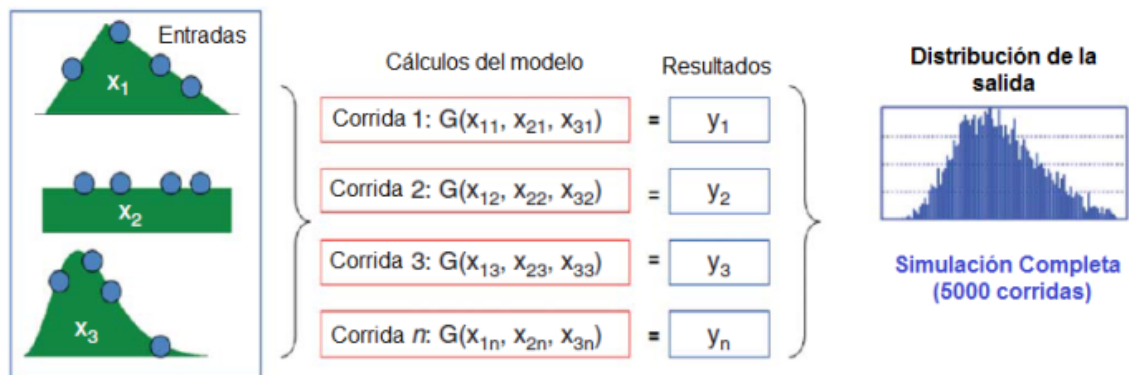 Entradas
x₁
x₂
x₃
Cálculos del modelo
Corrida 1: G(x₁₁, x₂₁, x₃₁)
Corrida 2: G(x₁₂, x₂₂, x₃₂)
Corrida 3: G(x₁₃, x₂₃, x₃₃)
Corrida n: G(x₁ₙ, x₂ₙ, x₃ₙ)
Resultados
= y₁
= y₂
= y₃
= yₙ
Distribución de la
salida
Simulación Completa
(5000 corridas)